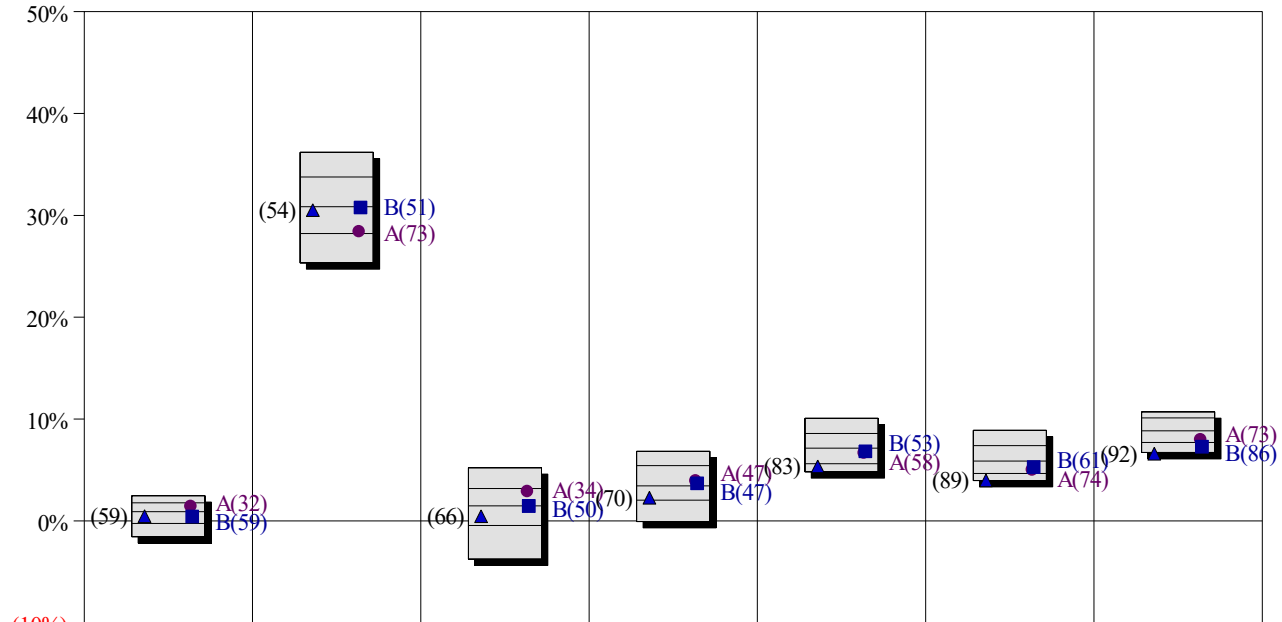 50%
40%
30%
20%
10%
0%
(10%)
(59)
A(32)
B(59)
(54)
B(51)
A(73)
(66)
A(34)
B(50)
(70)
A(47)
B(47)
(83)
B(53)
A(58)
(89)
B(61)
A(74)
(92)
A(73)
B(86)